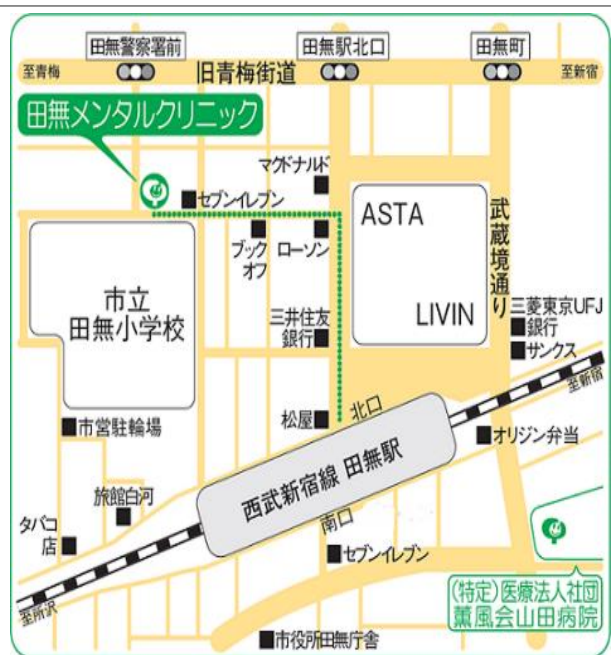 田無警察署前
田無駅北口
田無町
至青梅
旧青梅街道
至新宿
田無メンタルクリニック
マクドナルド
セブンイレブン
ブック
オフ
ローソン
ASTA
LIVIN
武蔵境通り
市立
田無小学校
三井住友
銀行
三菱東京UFJ
銀行
サンクス
至新宿
松屋
北口
市営駐輪場
オリジン弁当
西武新宿線 田無駅
旅館白河
南口
タバコ
店
セブンイレブン
至所沢
(特定)医療法人社団
薫風会山田病院
市役所田無庁舎